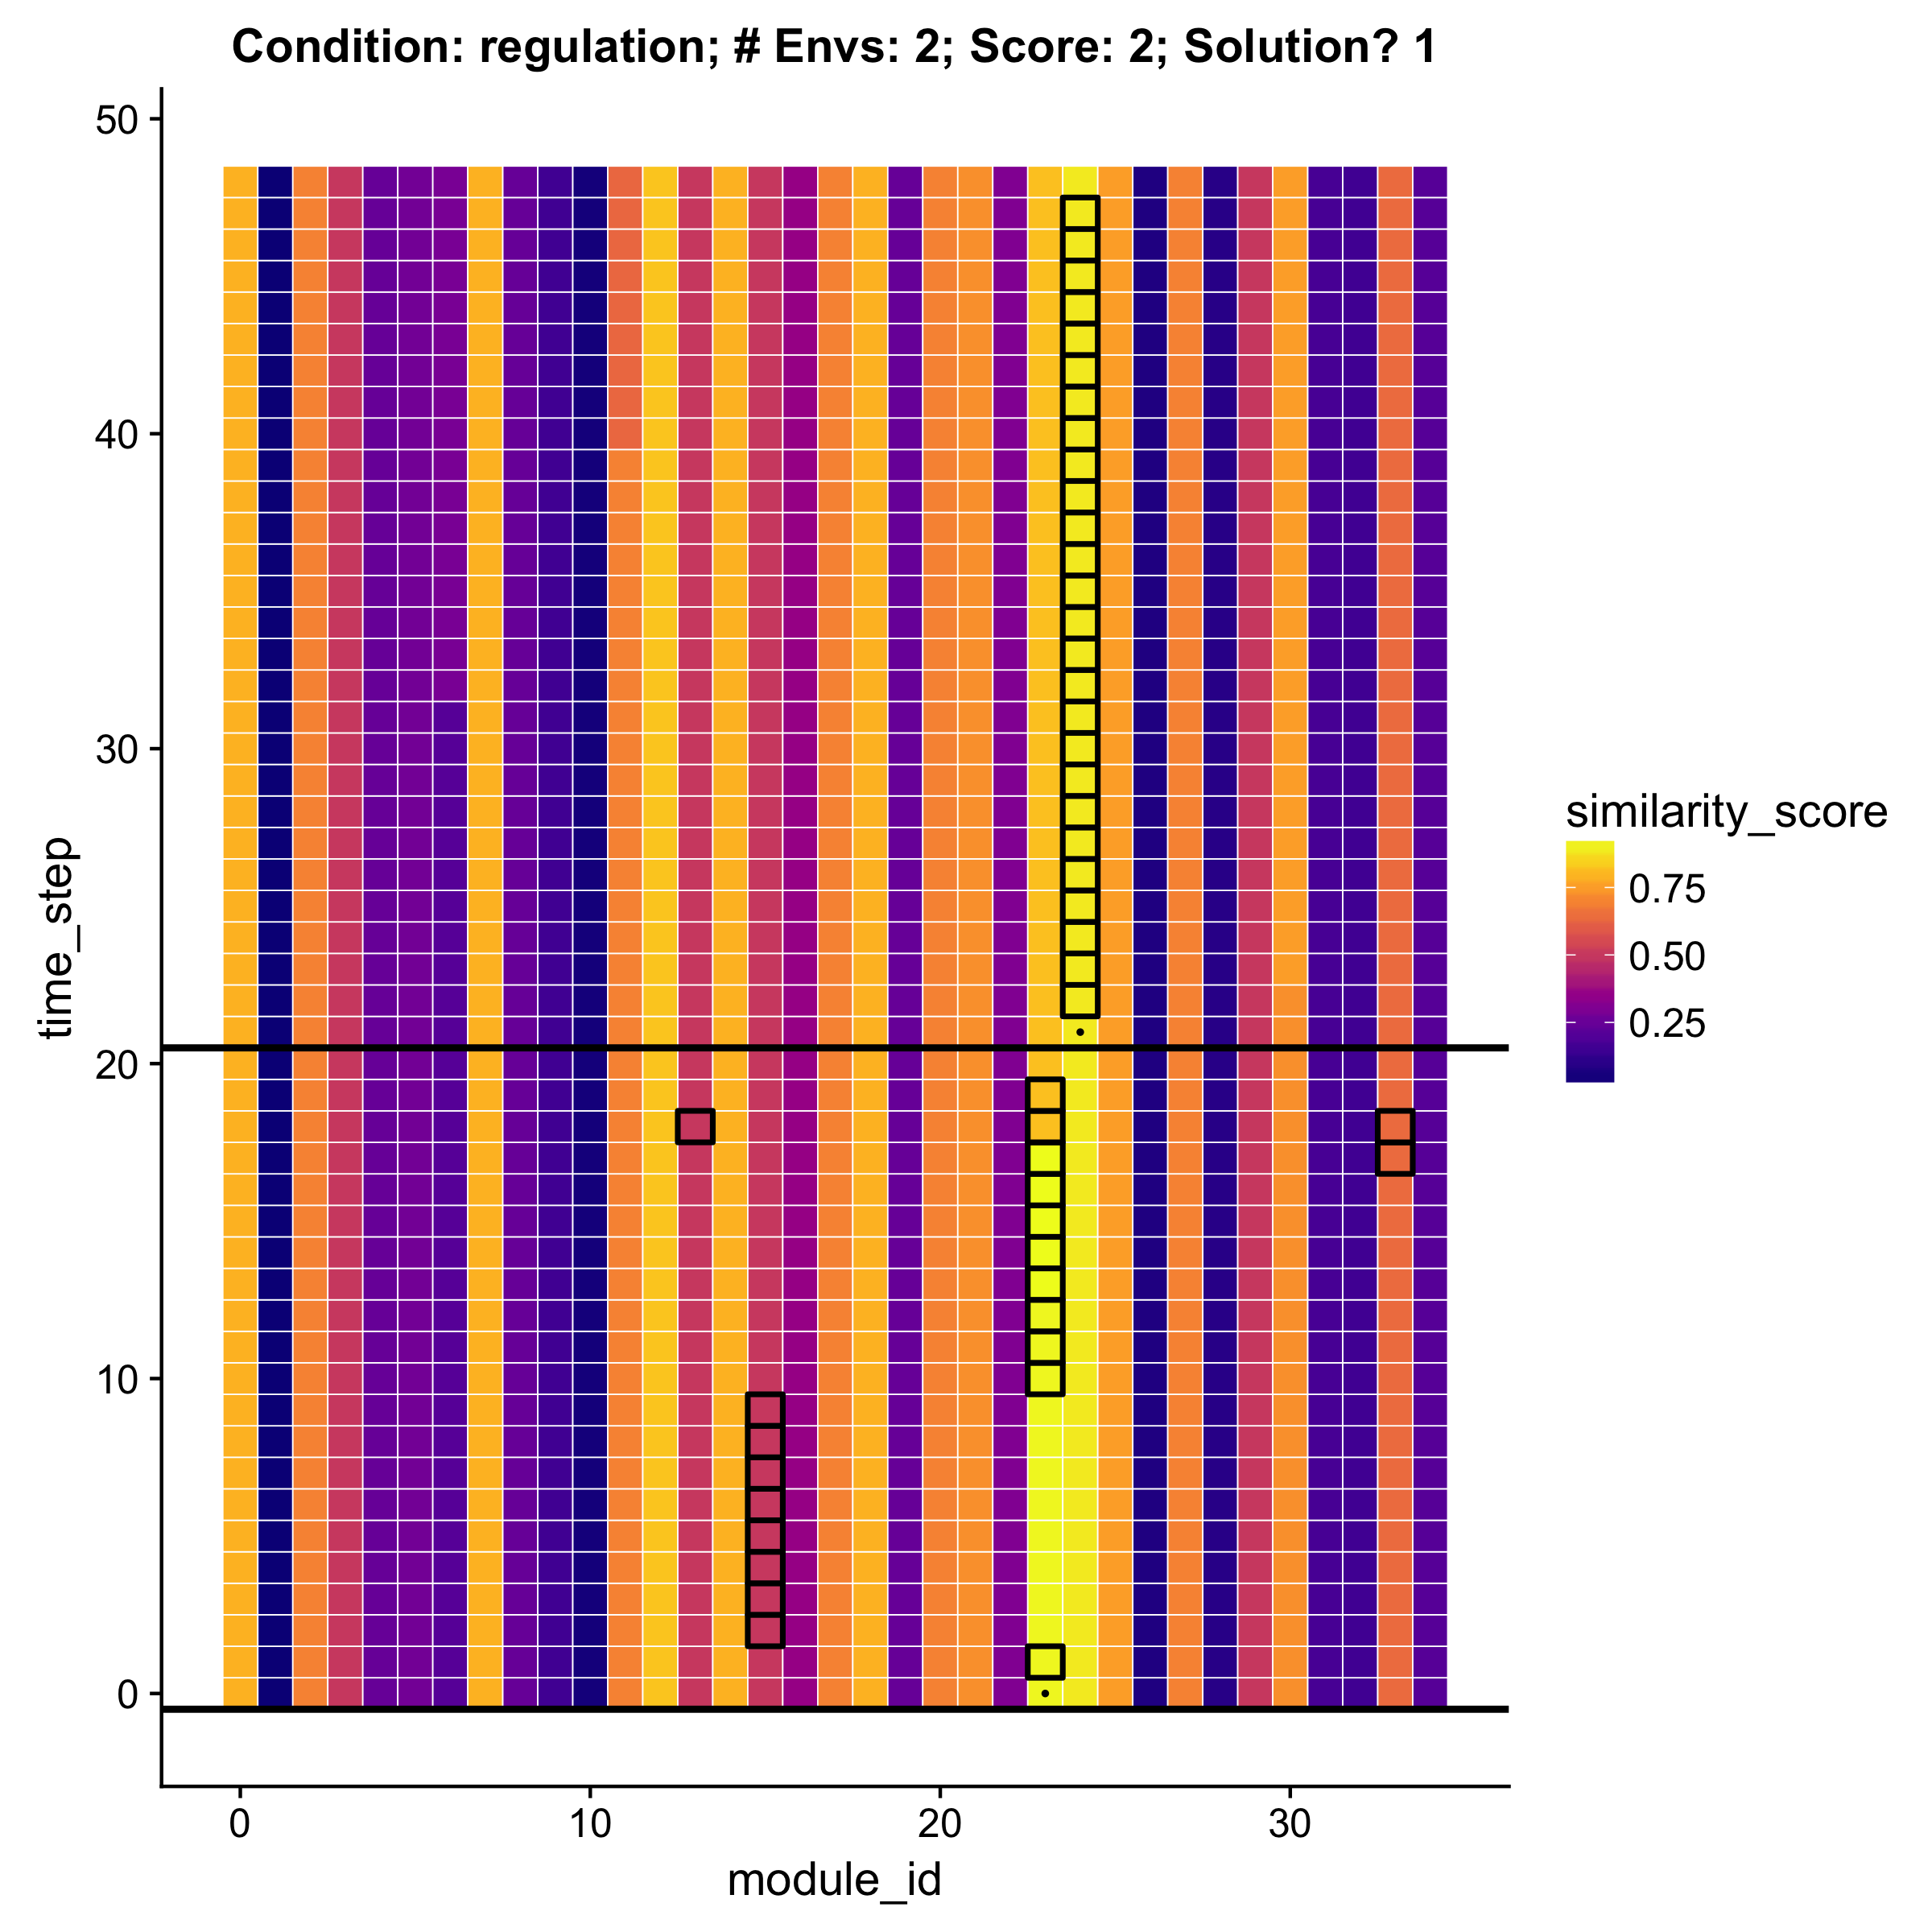 Condition: regulation; # Envs: 2; Score: 2; Solution? 1
50
40
30
20
10
0
time_step
0 10 20 30
module_id
similarity_score
0.75
0.50
0.25